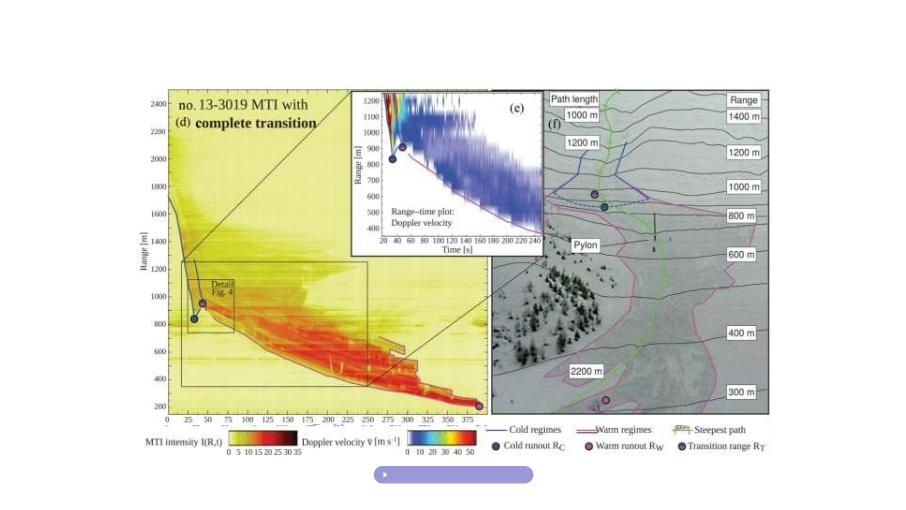 no. 13-3019 MTI with
(d) complete transition
2400
2200
2000
1800
1600
1400
1200
1000
800
600
400
200
Range [m]
Detail
Fig. 4
0 25 50 75 100 125 150 175 200 225 250 275 300 325 350 375
(e)
1200
1100
1000
900
800
700
600
500
400
Range [m]
Range–time plot:
Doppler velocity
20 40 60 80 100 120 140 160 180 200 220 240
Time [s]
(f)
Path length
1000 m
1200 m
Pylon
2200 m
Range
1400 m
1200 m
1000 m
800 m
600 m
400 m
300 m
MTI intensity I(R,t)
0 5 10 15 20 25 30 35
Doppler velocity v̄ [m s⁻¹]
0 10 20 30 40 50
Cold regimes
Warm regimes
Steepest path
Cold runout RC
Warm runout RW
Transition range RT